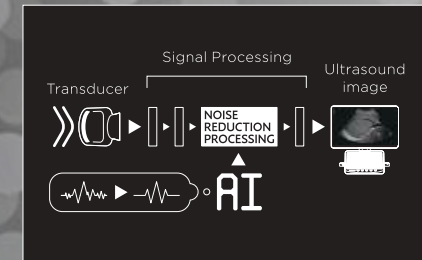 Signal Processing
Transducer
Ultrasound
image
NOISE
REDUCTION
PROCESSING
AI